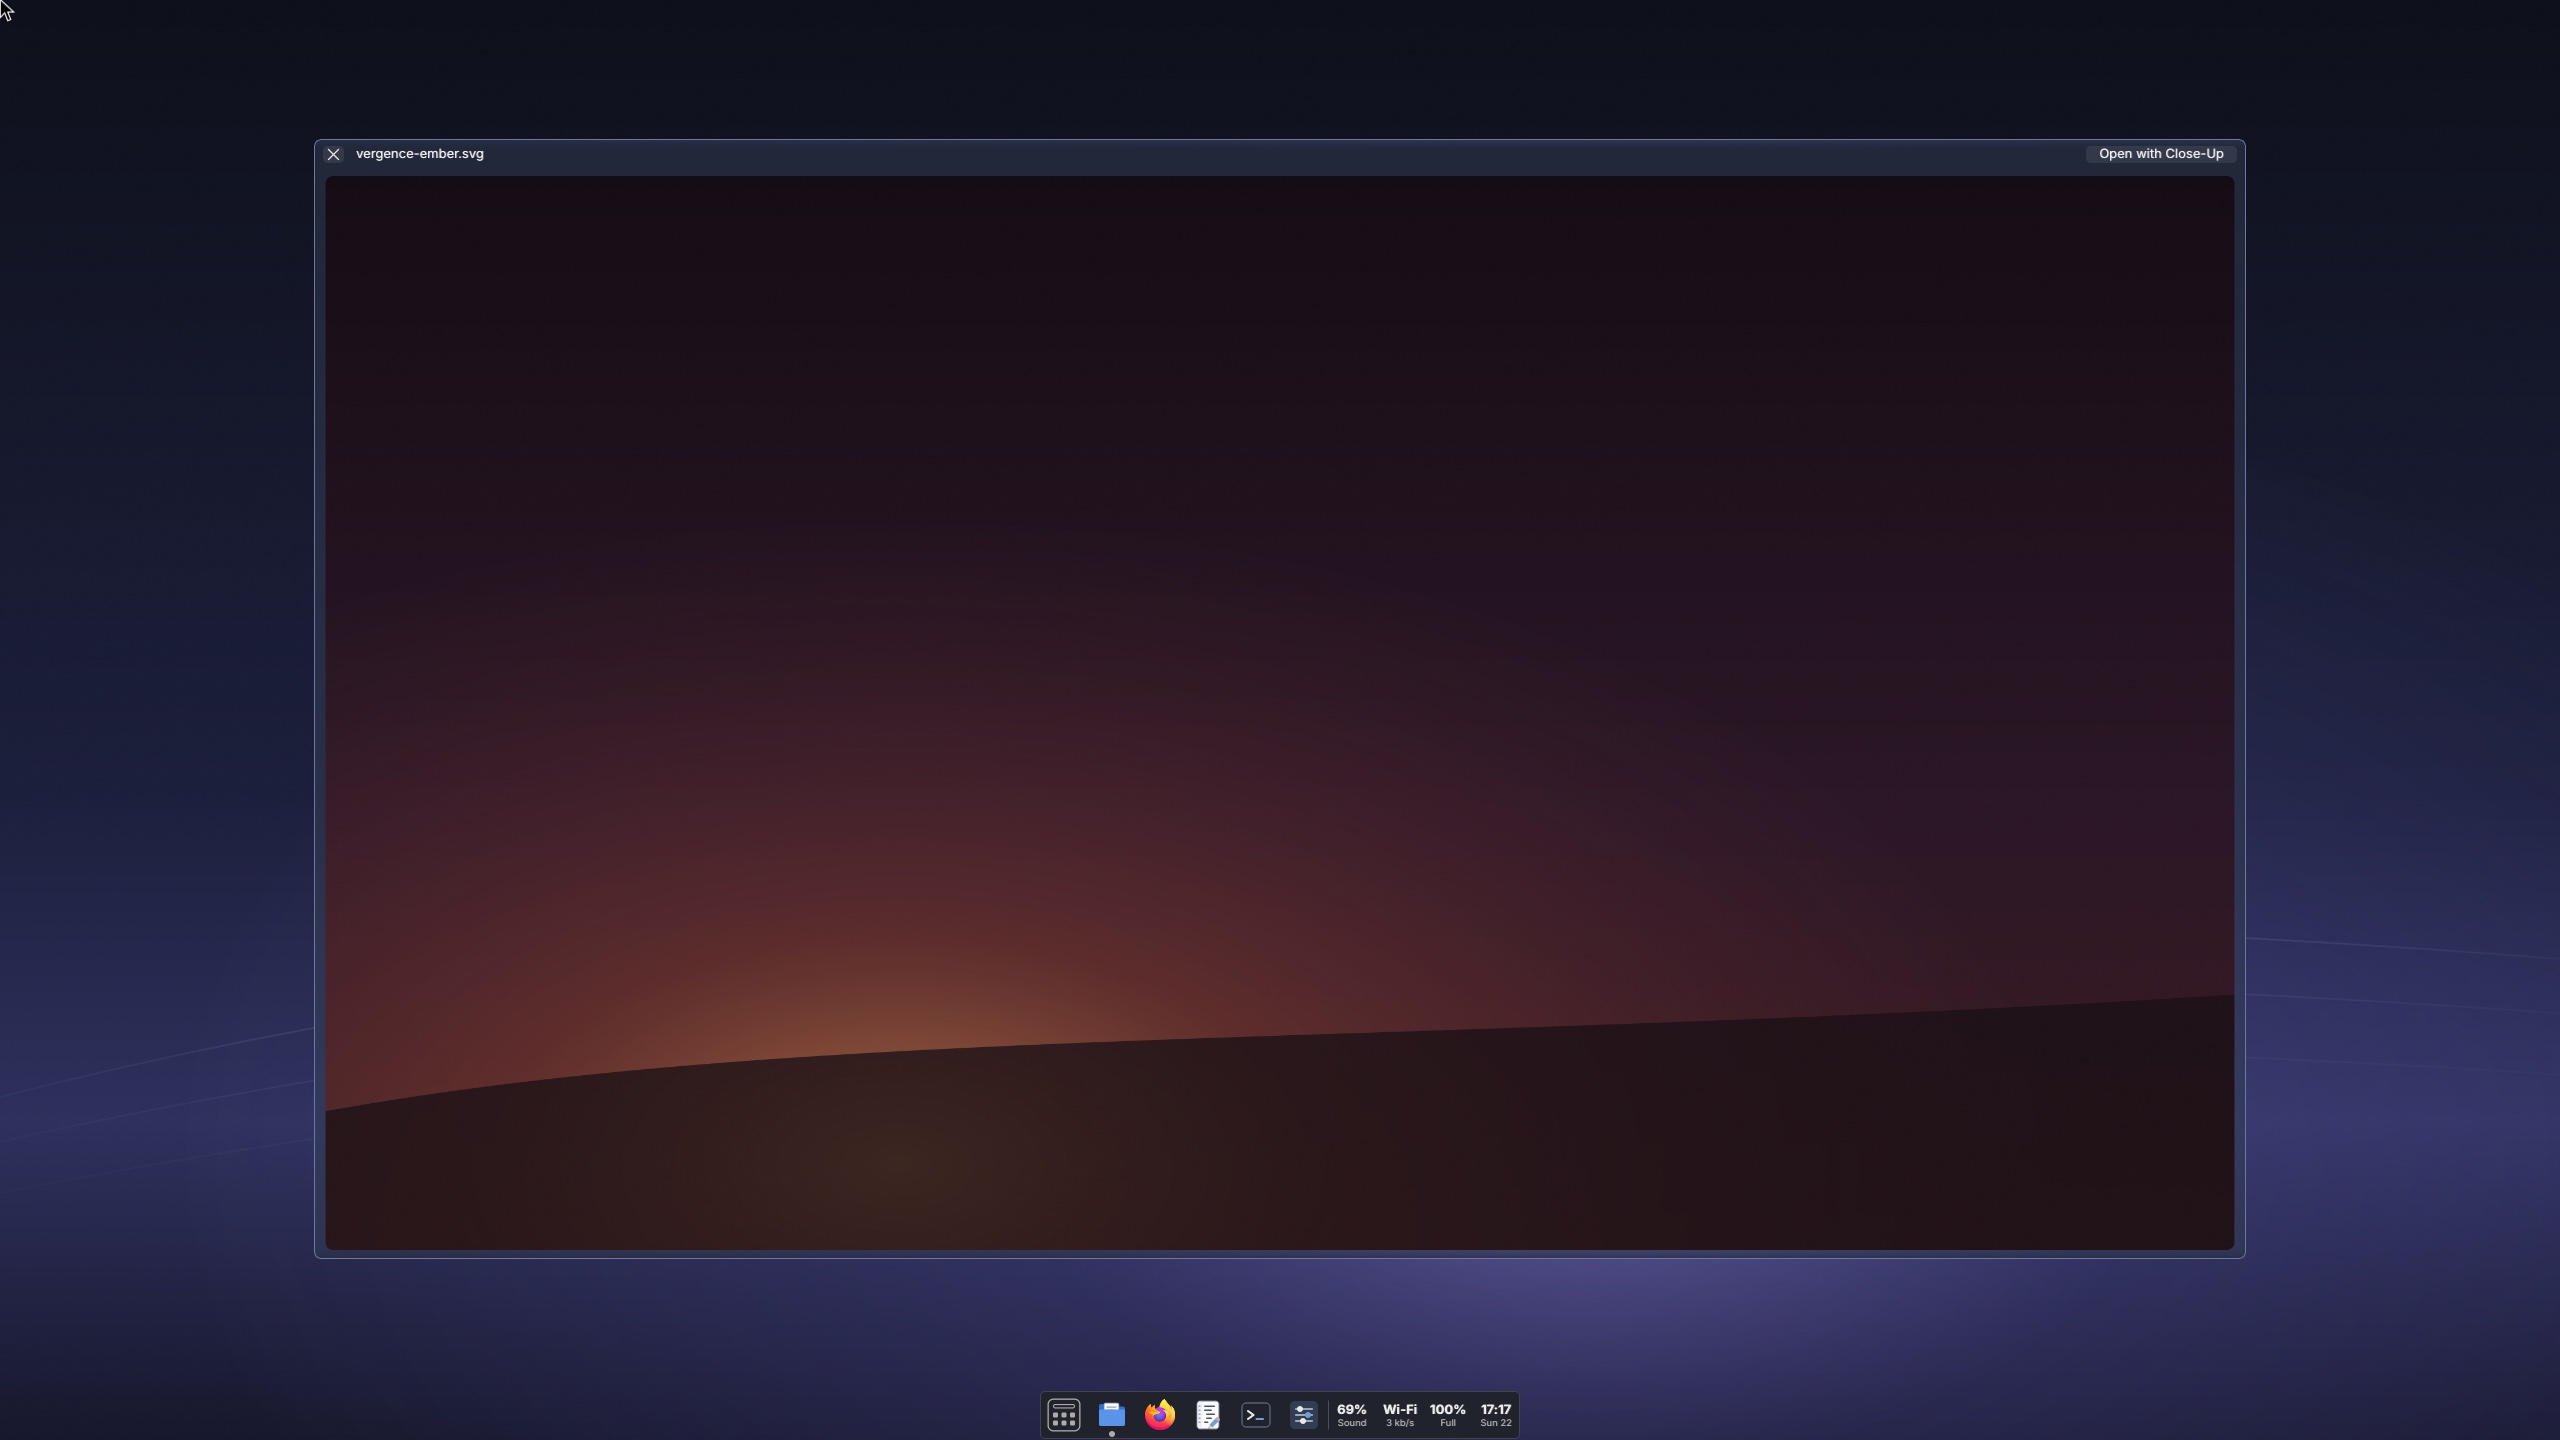 vergence-ember.svg
Open with Close-Up
69% Wi-Fi 100% 17:17
Sound 3 kb/s Full Sun 22